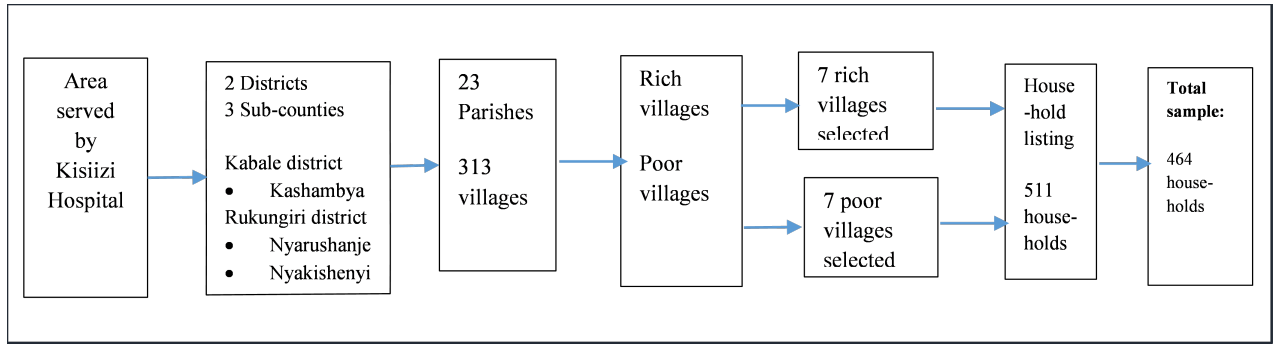 Area
served
by
Kisiizi
Hospital
2 Districts
3 Sub-counties
Kabale district
• Kashambya
Rukungiri district
• Nyarushanje
• Nyakishenyi
23
Parishes
313
villages
Rich
villages
Poor
villages
7 rich
villages
selected
7 poor
villages
selected
House
-hold
listing
511
house-
holds
Total
sample:
464
house-
holds